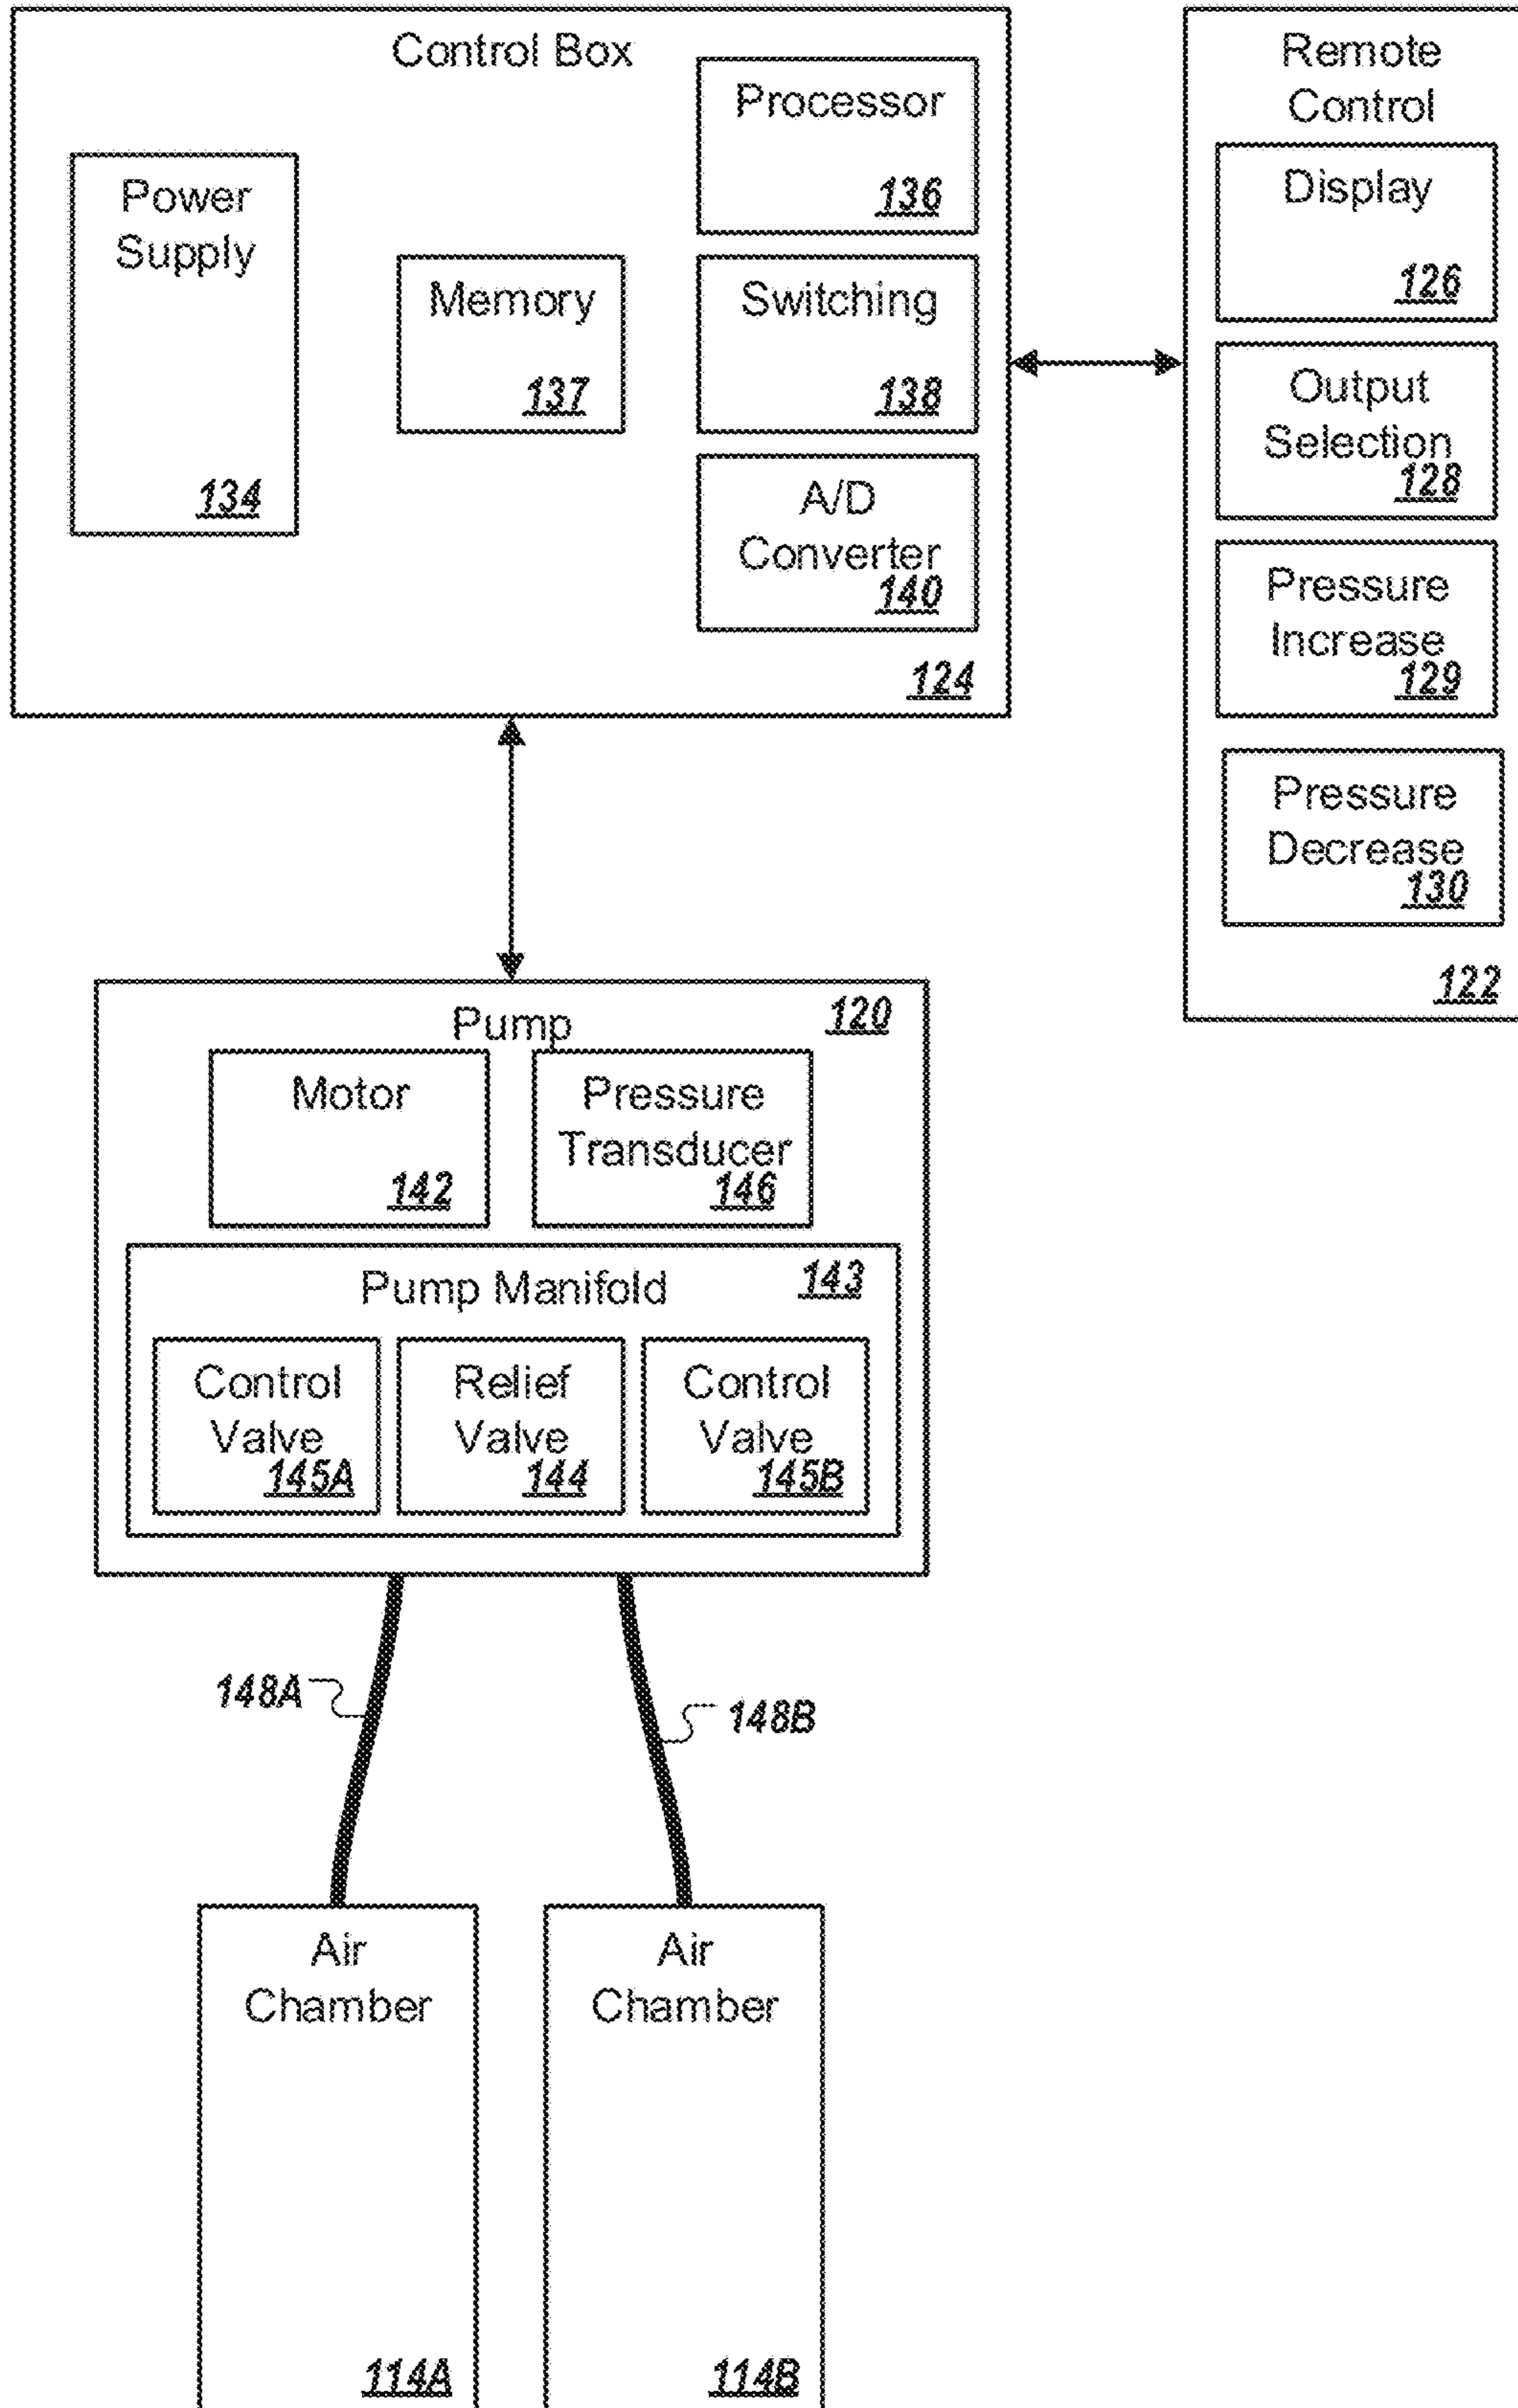 Control Box
Power
Supply
134
Memory
137
Processor
136
Switching
138
A/D
Converter
140
124
Remote
Control
Display
126
Output
Selection
128
Pressure
Increase
129
Pressure
Decrease
130
122
Pump
120
Motor
142
Pressure
Transducer
146
Pump Manifold
143
Control
Valve
145A
Relief
Valve
144
Control
Valve
145B
148A
148B
Air
Chamber
114A
Air
Chamber
114B